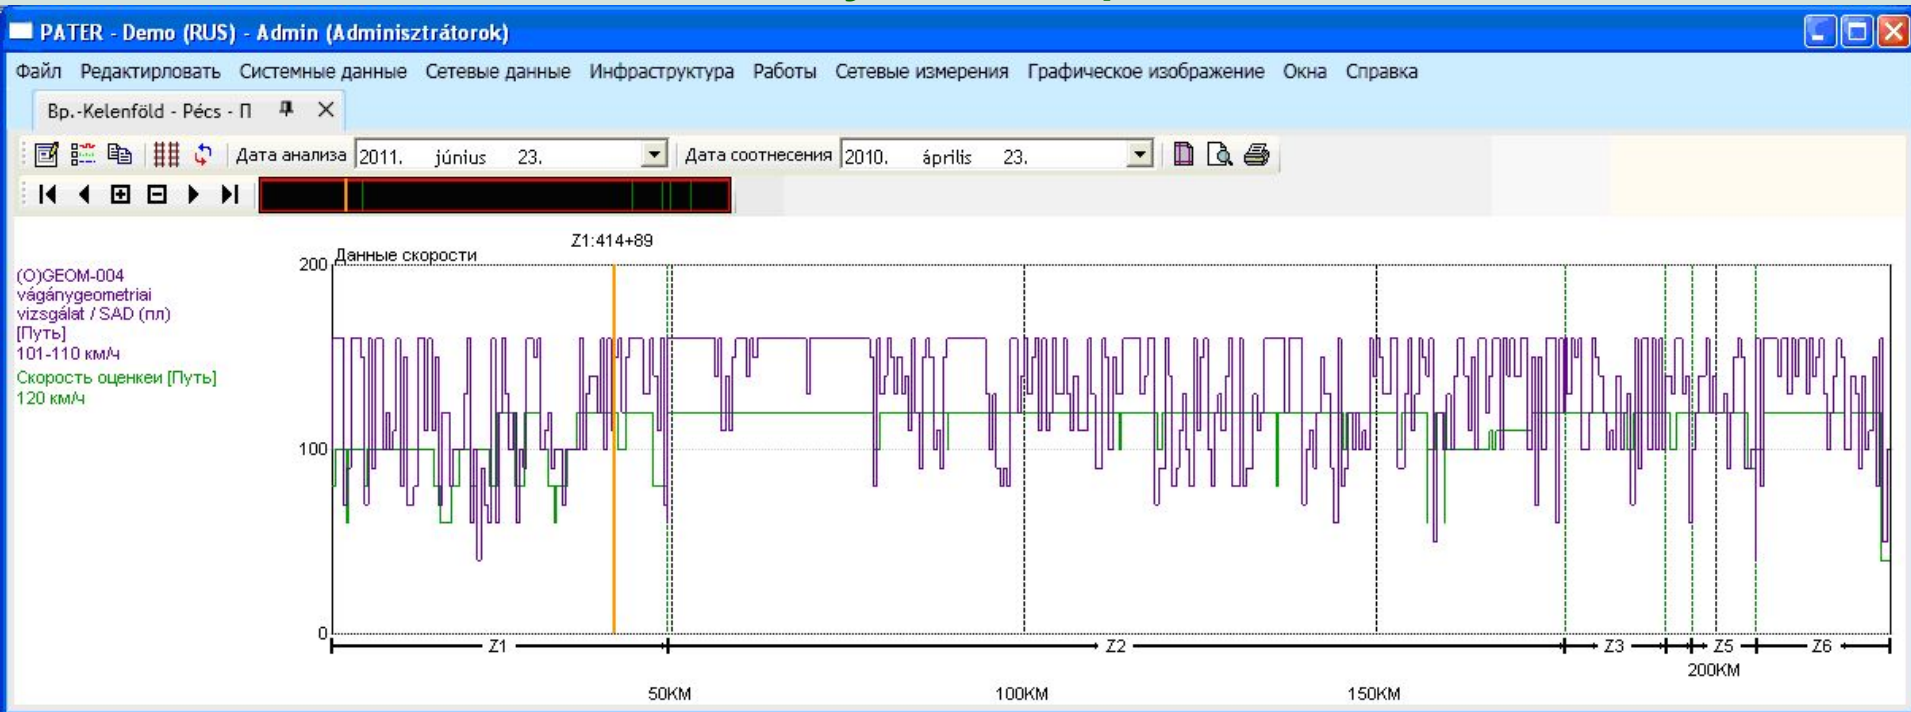 PATER - Demo (RUS) - Admin (Adminisztrátorok)
Файл Редактирловать Системные данные Сетевые данные Инфраструктура Работы Сетевые измерения Графическое изображение Окна Справка
Bp.-Kelenföld - Pécs - П
Дата анализа 2011. június 23. Дата соотнесения 2010. április 23.
Z1:414+89
Данные скорости
(O)GEOM-004
vágánygeometriai
vizsgálat / SAD (пл)
[Путь]
101-110 км/ч
Скорость оценкеи [Путь]
120 км/ч
200
100
0
Z1 Z2 Z3 Z5 Z6
200KM
50KM 100KM 150KM